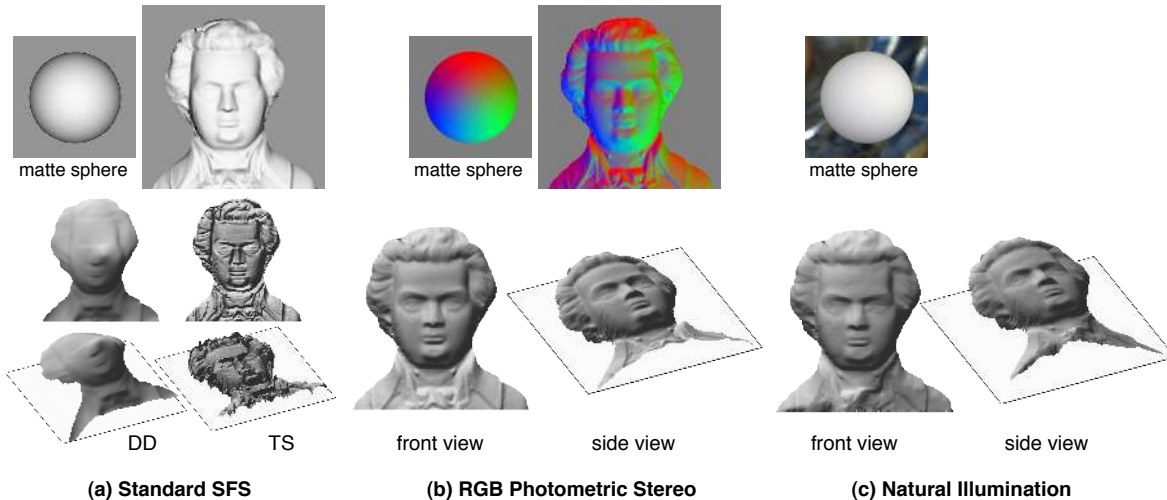 matte sphere
matte sphere
matte sphere
DD
TS
front view
side view
front view
side view
(a) Standard SFS
(b) RGB Photometric Stereo
(c) Natural Illumination